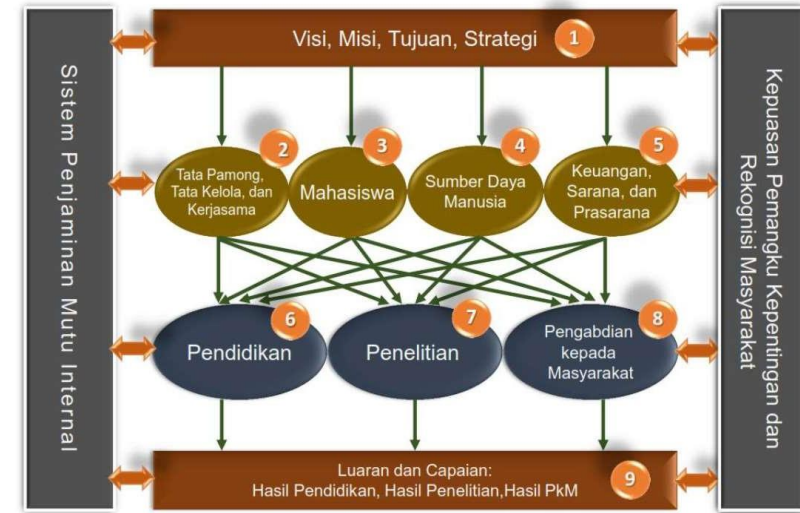 Sistem Penjaminan Mutu Internal
Visi, Misi, Tujuan, Strategi
1
Tata Pamong,
Tata Kelola, dan
Kerjasama
2
Mahasiswa
3
Sumber Daya
Manusia
4
Keuangan,
Sarana, dan
Prasarana
5
Pendidikan
6
Penelitian
7
Pengabdian
kepada
Masyarakat
8
Luaran dan Capaian:
Hasil Pendidikan, Hasil Penelitian,Hasil PkM
9
Kepuasan Pemangku Kepentingan dan
Rekognisi Masyarakat